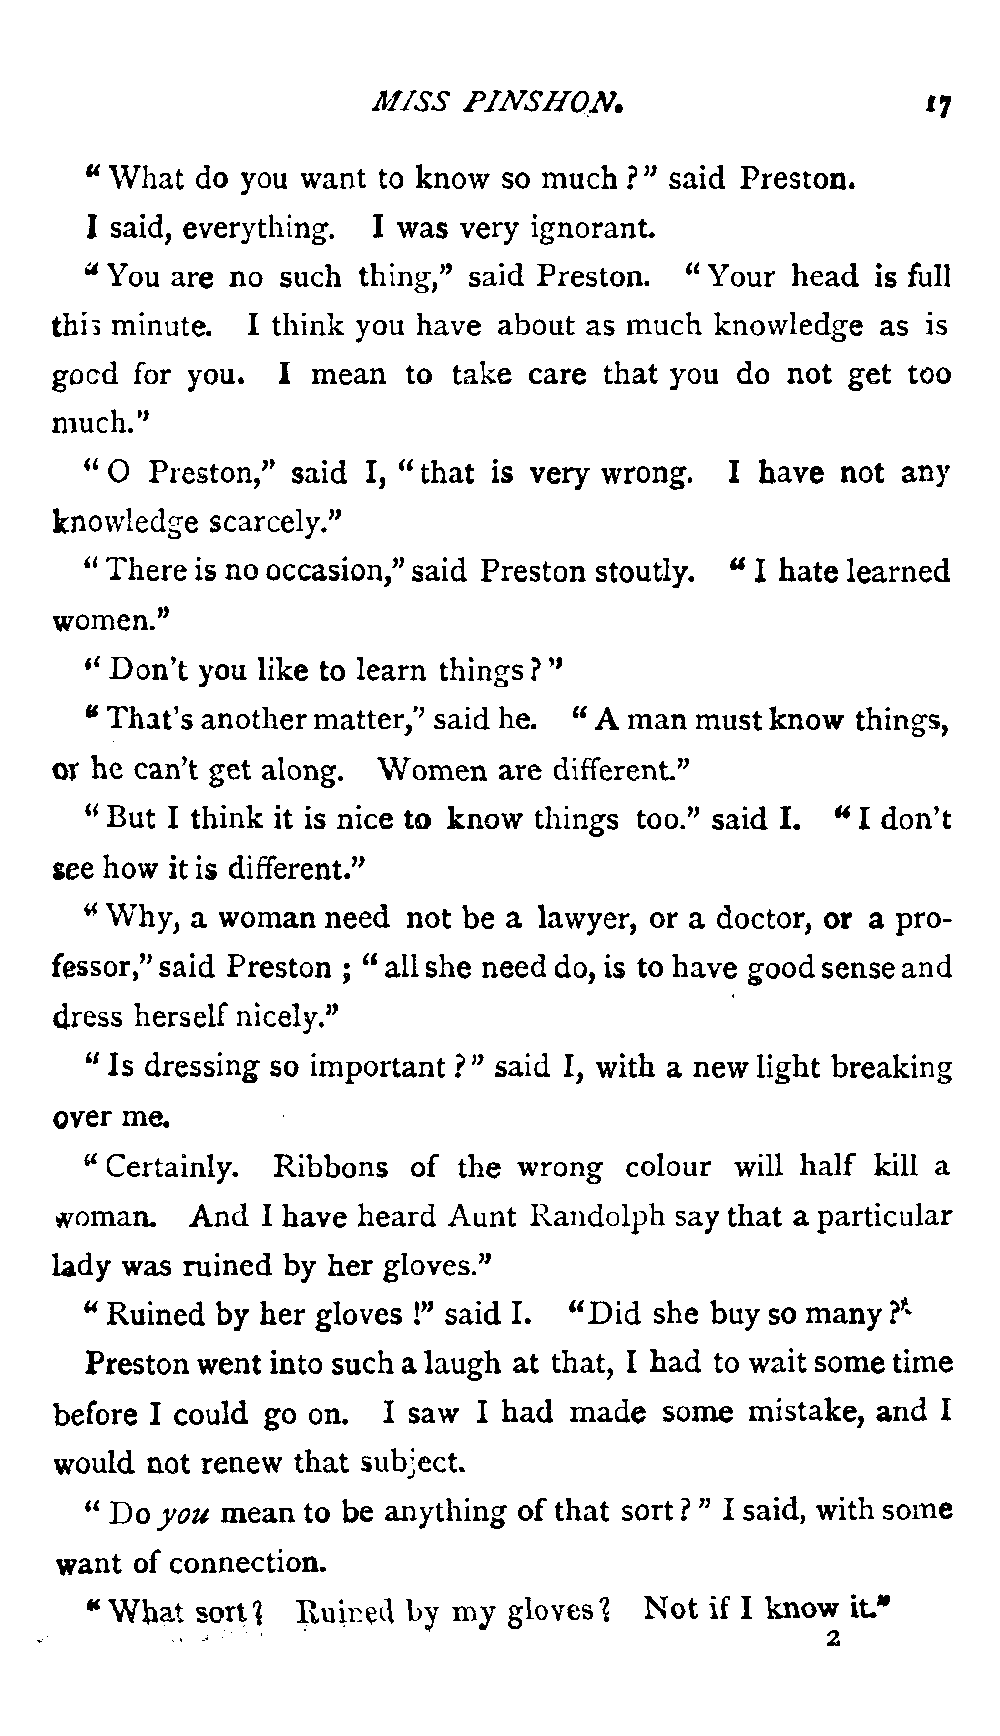 MISS PINSHON. 17
“What do you want to know so much?” said Preston.
I said, everything. I was very ignorant.
“You are no such thing,” said Preston. “Your head is full
this minute. I think you have about as much knowledge as is
good for you. I mean to take care that you do not get too
much.”
“O Preston,” said I, “that is very wrong. I have not any
knowledge scarcely.”
“There is no occasion,” said Preston stoutly. “I hate learned
women.”
“Don’t you like to learn things?”
“That’s another matter,” said he. “A man must know things,
or he can’t get along. Women are different.”
“But I think it is nice to know things too.” said I. “I don’t
see how it is different.”
“Why, a woman need not be a lawyer, or a doctor, or a pro-
fessor,” said Preston; “all she need do, is to have good sense and
dress herself nicely.”
“Is dressing so important?” said I, with a new light breaking
over me.
“Certainly. Ribbons of the wrong colour will half kill a
woman. And I have heard Aunt Randolph say that a particular
lady was ruined by her gloves.”
“Ruined by her gloves!” said I. “Did she buy so many?”
Preston went into such a laugh at that, I had to wait some time
before I could go on. I saw I had made some mistake, and I
would not renew that subject.
“Do you mean to be anything of that sort?” I said, with some
want of connection.
“What sort? Ruined by my gloves? Not if I know it.”
2